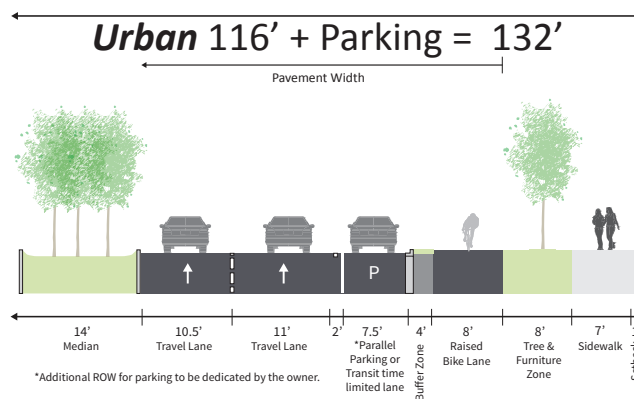 Urban 116’ + Parking = 132’
Pavement Width
P
14’
Median
10.5’
Travel Lane
11’
Travel Lane
2’
7.5’
*Parallel
Parking or
Transit time
limited lane
4’
Buffer Zone
8’
Raised
Bike Lane
8’
Tree &
Furniture
Zone
7’
Sidewalk
*Additional ROW for parking to be dedicated by the owner.